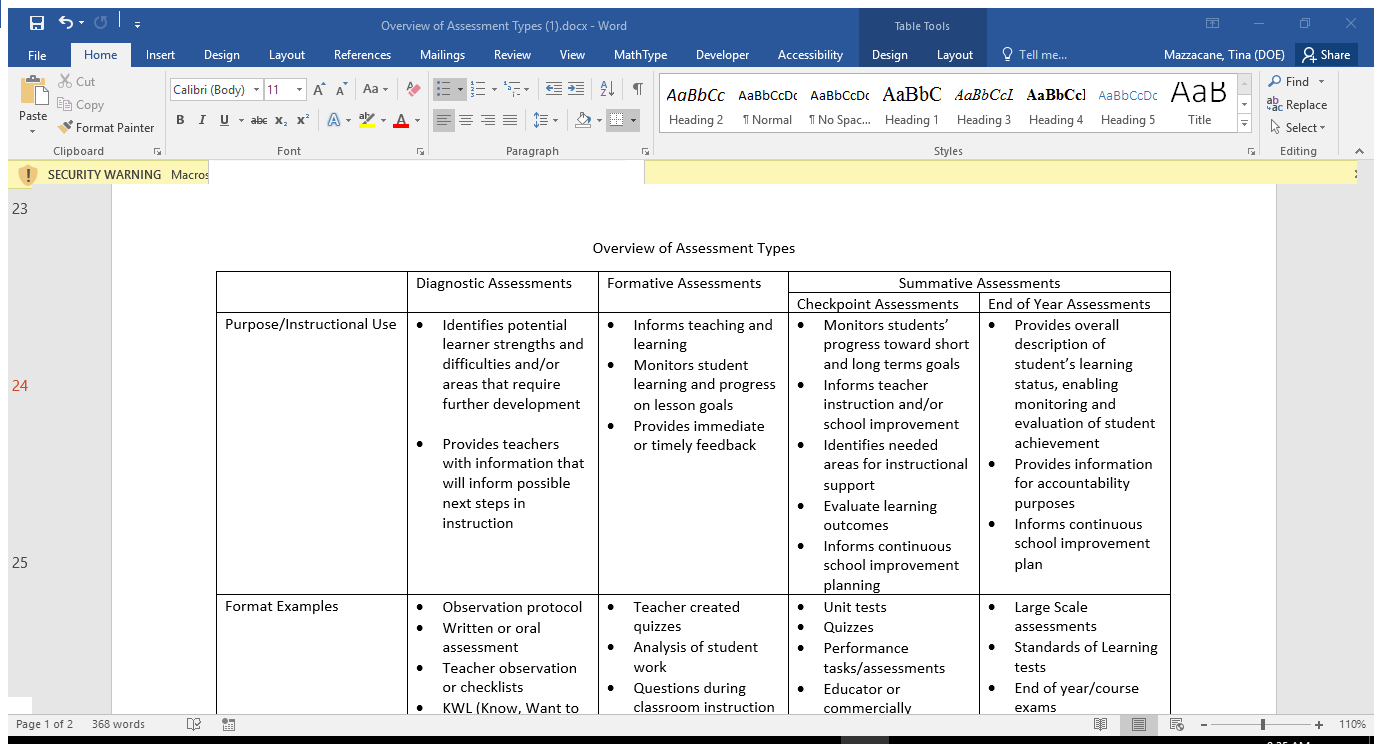 Overview of Assessment Types (1).docx - Word
Table Tools
File
Home
Insert
Design
Layout
References
Mailings
Review
View
MathType
Developer
Accessibility
Design
Layout
Tell me...
Mazzacane, Tina (DOE)
Share
Paste
Cut
Copy
Format Painter
Clipboard
Calibri (Body)
11
Aa
B I U abc x₂ x²
Font
Paragraph
AaBbCc
Heading 2
AaBbCcDc
¶ Normal
AaBbCcDc
¶ No Spac...
AaBbC
Heading 1
AaBbCcL
Heading 3
AaBbCcl
Heading 4
AaBbCcDc
Heading 5
AaB
Title
Styles
Find
Replace
Select
Editing
SECURITY WARNING Macros
23
24
25
Overview of Assessment Types
Diagnostic Assessments
Formative Assessments
Summative Assessments
Checkpoint Assessments
End of Year Assessments
Purpose/Instructional Use
• Identifies potential
learner strengths and
difficulties and/or
areas that require
further development
• Provides teachers
with information that
will inform possible
next steps in
instruction
• Informs teaching and
learning
• Monitors student
learning and progress
on lesson goals
• Provides immediate
or timely feedback
• Monitors students’
progress toward short
and long terms goals
• Informs teacher
instruction and/or
school improvement
• Identifies needed
areas for instructional
support
• Evaluate learning
outcomes
• Informs continuous
school improvement
planning
• Provides overall
description of
student’s learning
status, enabling
monitoring and
evaluation of student
achievement
• Provides information
for accountability
purposes
• Informs continuous
school improvement
plan
Format Examples
• Observation protocol
• Written or oral
assessment
• Teacher observation
or checklists
• KWL (Know, Want to
• Teacher created
quizzes
• Analysis of student
work
• Questions during
classroom instruction
• Unit tests
• Quizzes
• Performance
tasks/assessments
• Educator or
commercially
• Large Scale
assessments
• Standards of Learning
tests
• End of year/course
exams
Page 1 of 2
368 words
110%